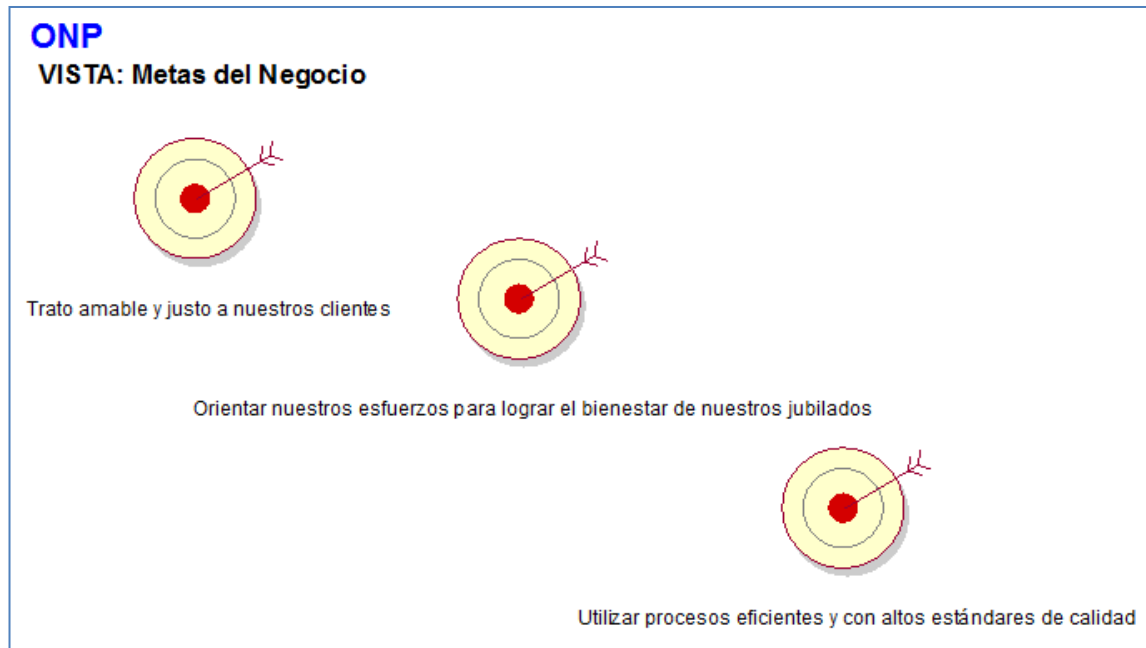 ONP
VISTA: Metas del Negocio
Trato amable y justo a nuestros clientes
Orientar nuestros esfuerzos para lograr el bienestar de nuestros jubilados
Utilizar procesos eficientes y con altos estándares de calidad